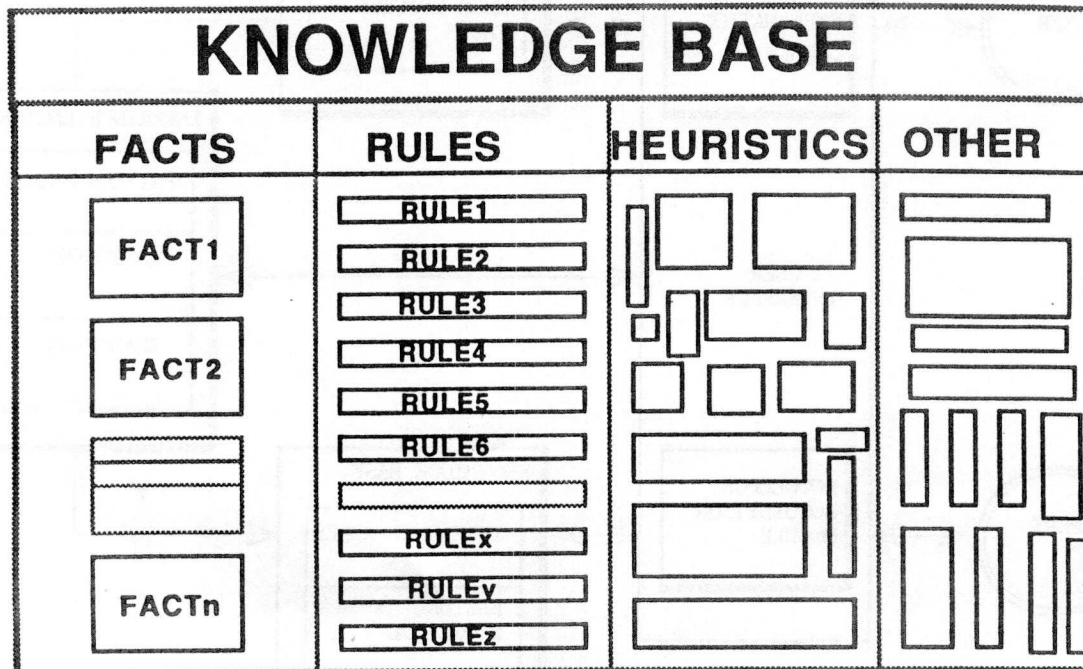 KNOWLEDGE BASE
FACTS RULES HEURISTICS OTHER
FACT1
FACT2
FACTn
RULE1
RULE2
RULE3
RULE4
RULE5
RULE6
RULEx
RULEy
RULEz